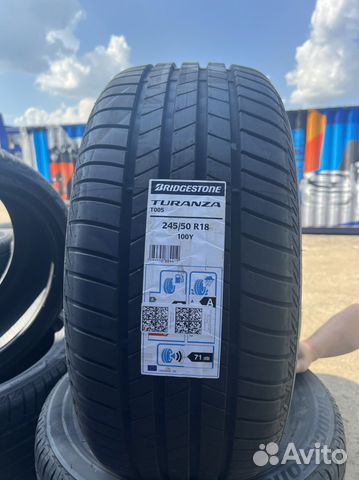 BRIDGESTONE
TURANZA
T005
245/50 R18
100Y
A
71 dB
Avito